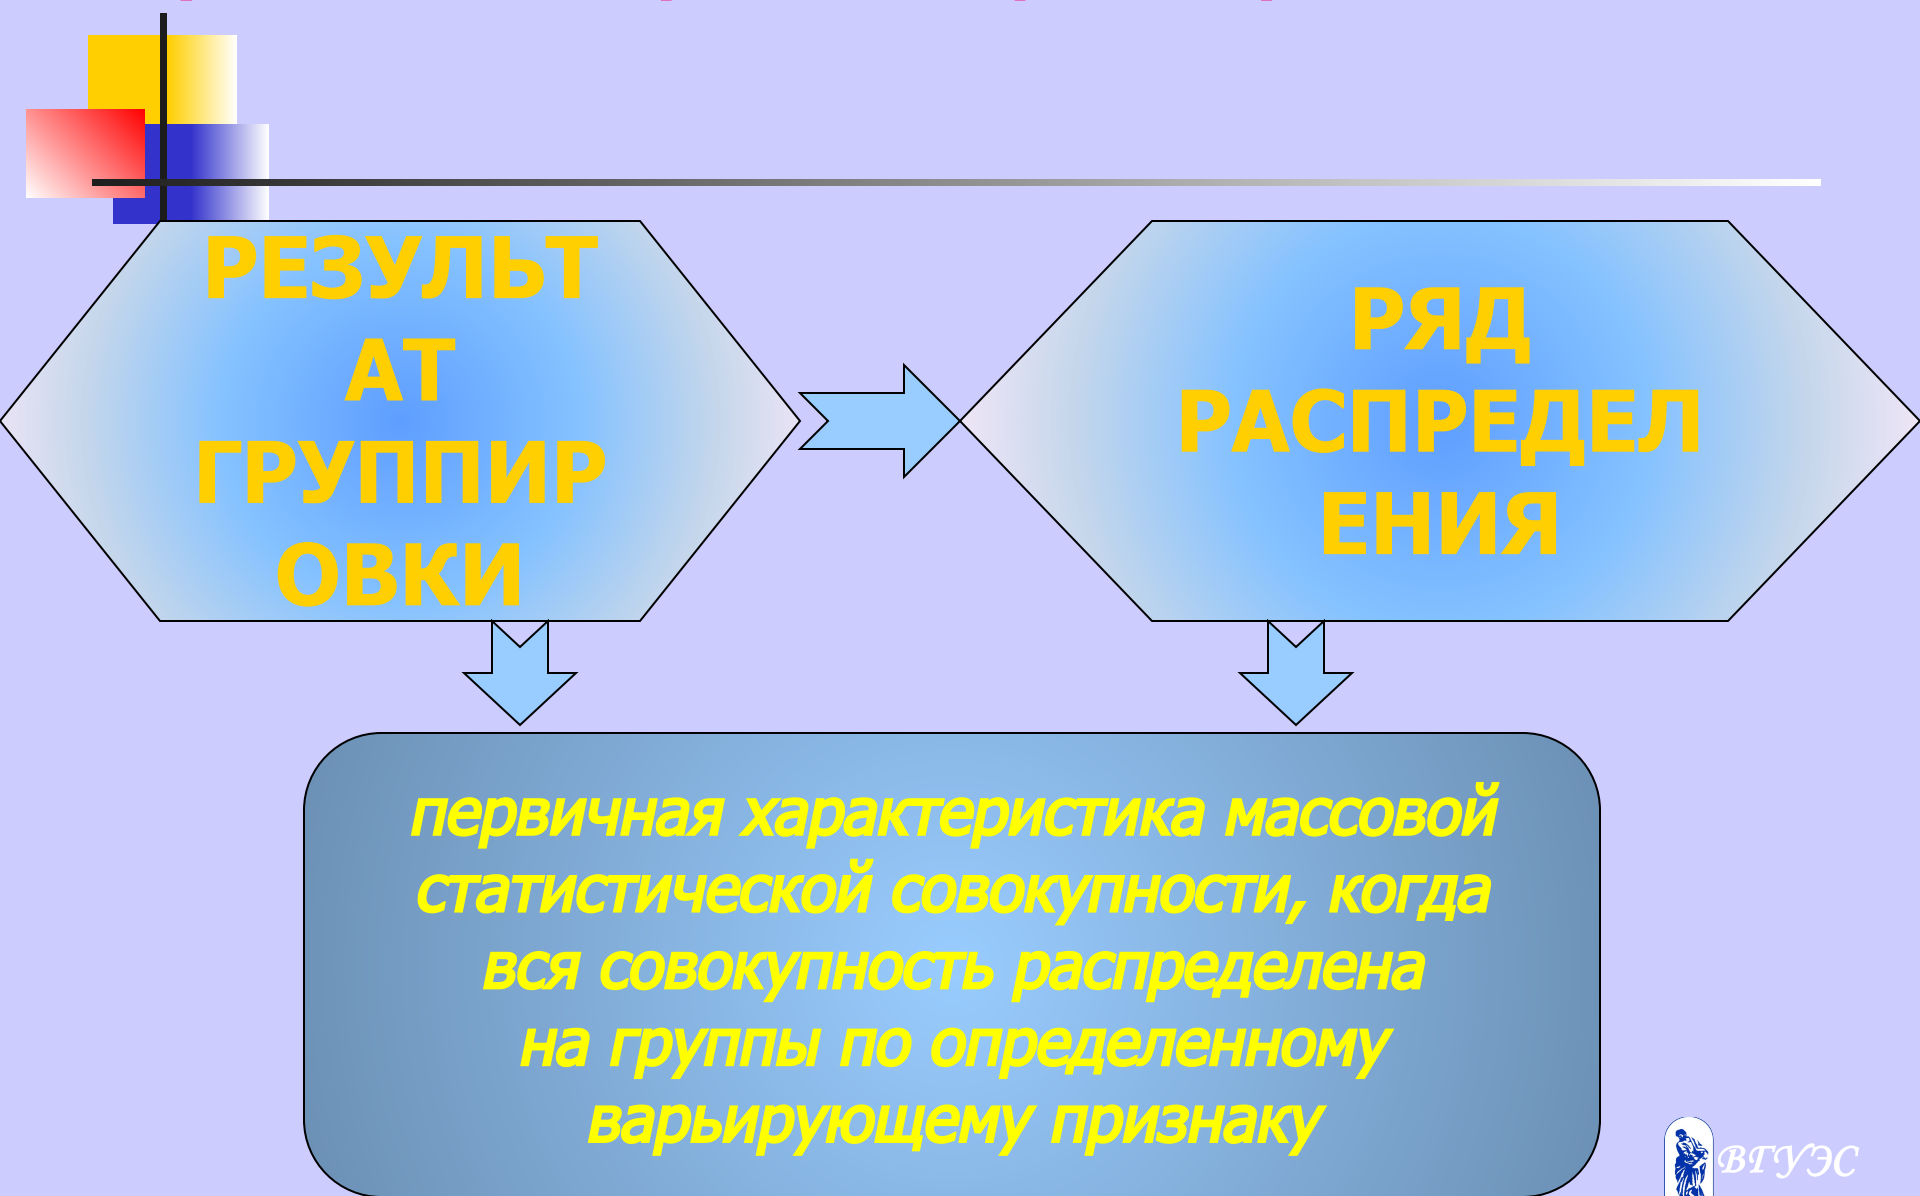 РЕЗУЛЬТ
АТ
ГРУППИР
ОВКИ
РЯД
РАСПРЕДЕЛ
ЕНИЯ
первичная характеристика массовой
статистической совокупности, когда
вся совокупность распределена
на группы по определенному
варьирующему признаку
ВГУЭС